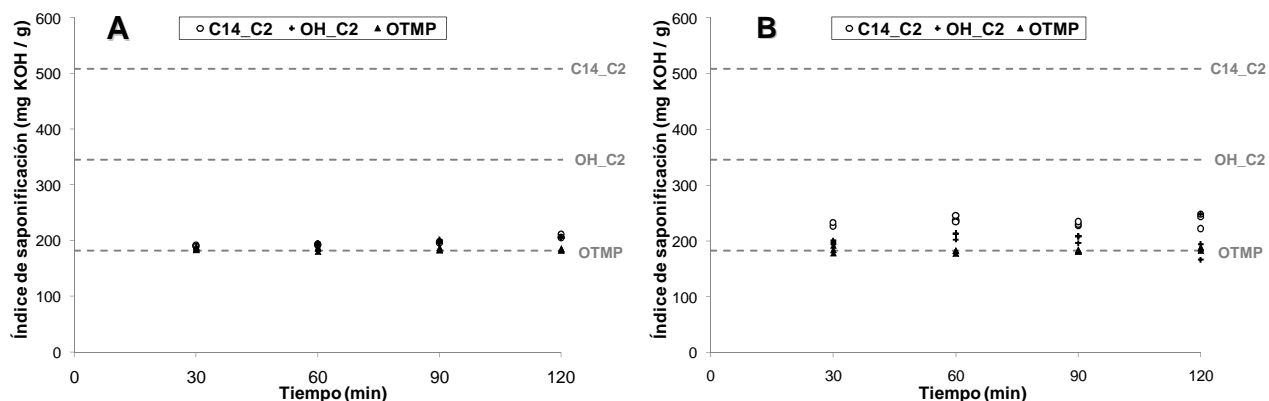 A
C14_C2 OH_C2 OTMP
Índice de saponificación (mg KOH / g)
600
500
400
300
200
100
0
C14_C2
OH_C2
OTMP
0 30 60 90 120
Tiempo (min)
B
C14_C2 OH_C2 OTMP
Índice de saponificación (mg KOH / g)
600
500
400
300
200
100
0
C14_C2
OH_C2
OTMP
0 30 60 90 120
Tiempo (min)